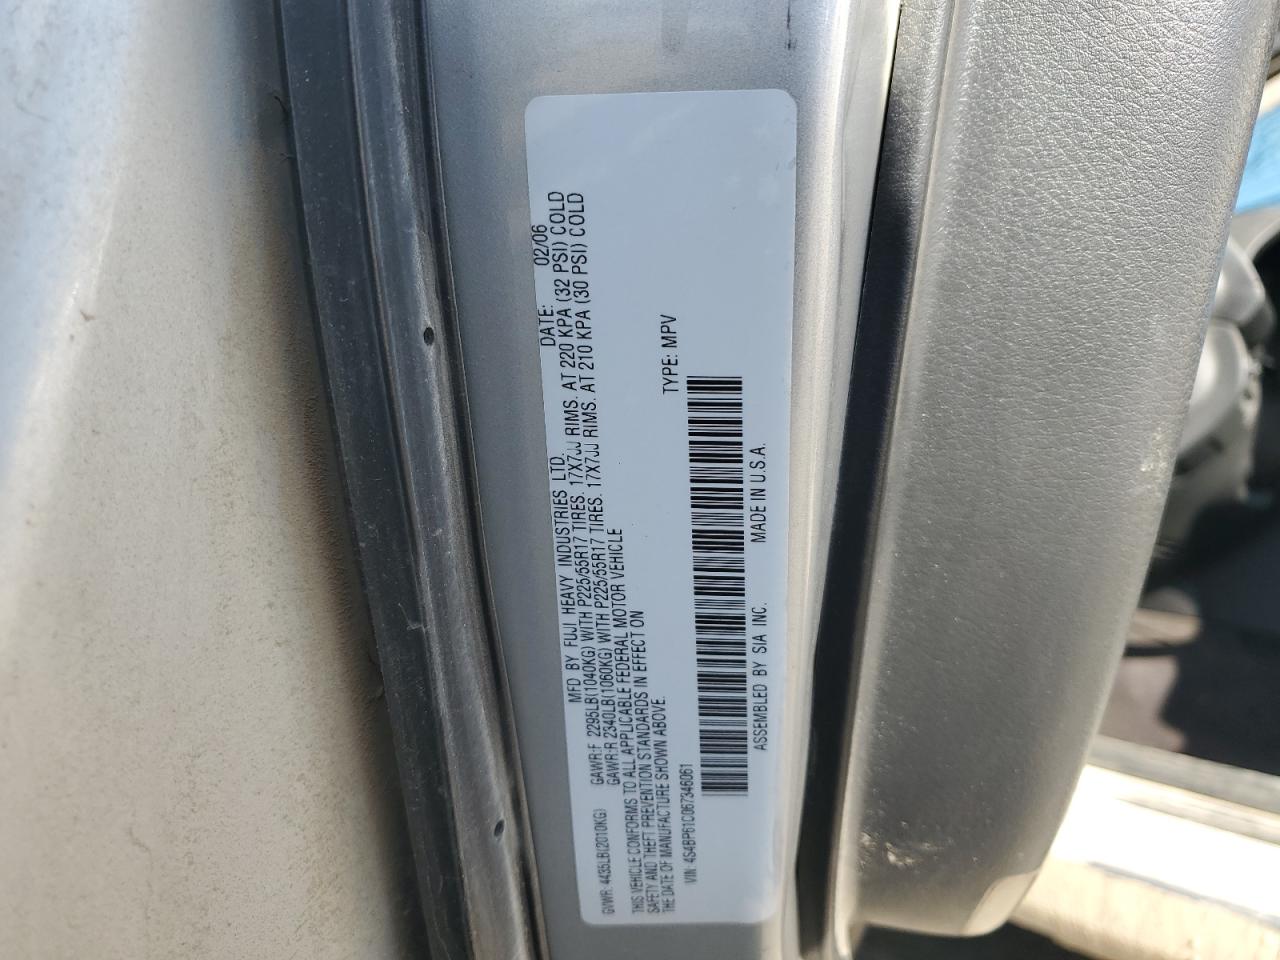 MFD BY FUJI HEAVY INDUSTRIES LTD. DATE: 02/06
GVWR: 4435LB(2010KG) GAWR:F 2295LB(1040KG) WITH P225/55R17 TIRES. 17X7JJ RIMS. AT 220 KPA (32 PSI) COLD
GAWR:R 2340LB(1060KG) WITH P225/55R17 TIRES. 17X7JJ RIMS. AT 210 KPA (30 PSI) COLD
THIS VEHICLE CONFORMS TO ALL APPLICABLE FEDERAL MOTOR VEHICLE
SAFETY AND THEFT PREVENTION STANDARDS IN EFFECT ON
THE DATE OF MANUFACTURE SHOWN ABOVE.
VIN: 4S4BP61C067346061 TYPE: MPV
ASSEMBLED BY SIA INC. MADE IN U.S.A.